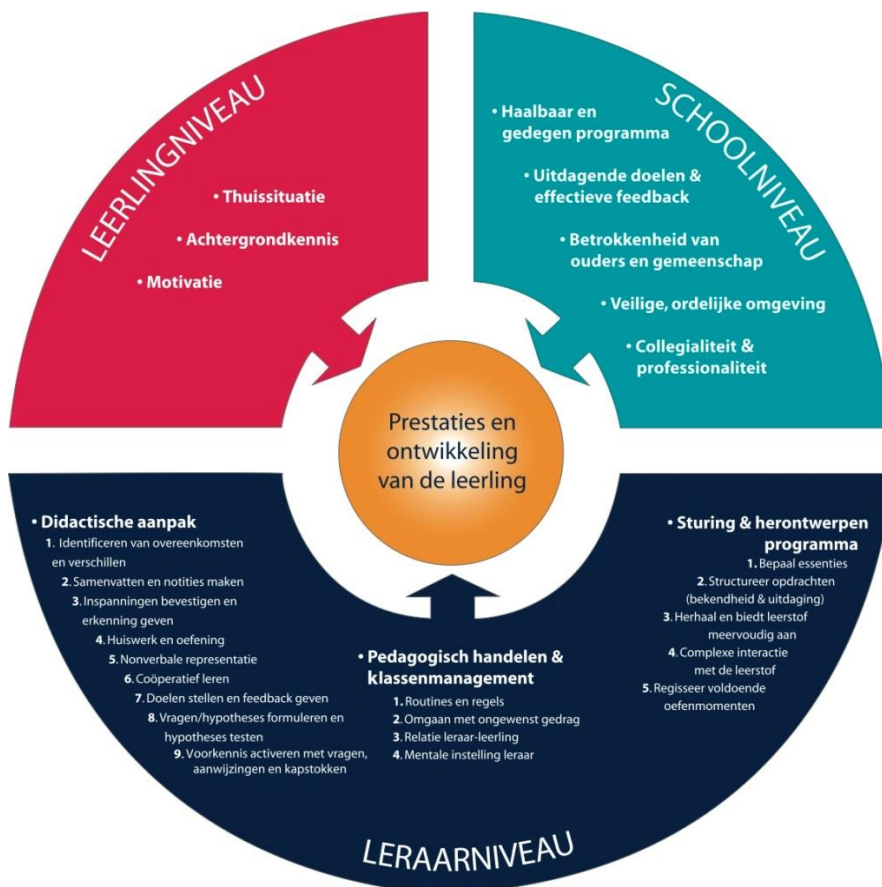 LEERLINGNIVEAU
• Thuissituatie
• Achtergrondkennis
• Motivatie
SCHOOLNIVEAU
• Haalbaar en
gedegen programma
• Uitdagende doelen &
effectieve feedback
• Betrokkenheid van
ouders en gemeenschap
• Veilige, ordelijke omgeving
• Collegialiteit &
professionaliteit
Prestaties en
ontwikkeling
van de leerling
• Didactische aanpak
1. Identificeren van overeenkomsten
en verschillen
2. Samenvatten en notities maken
3. Inspanningen bevestigen en
erkenning geven
4. Huiswerk en oefening
5. Nonverbale representatie
6. Coöperatief leren
7. Doelen stellen en feedback geven
8. Vragen/hypotheses formuleren en
hypotheses testen
9. Voorkennis activeren met vragen,
aanwijzingen en kapstokken
• Pedagogisch handelen &
klassenmanagement
1. Routines en regels
2. Omgaan met ongewenst gedrag
3. Relatie leraar-leerling
4. Mentale instelling leraar
• Sturing & herontwerpen
programma
1. Bepaal essenties
2. Structureer opdrachten
(bekendheid & uitdaging)
3. Herhaal en biedt leerstof
meervoudig aan
4. Complexe interactie
met de leerstof
5. Regisseer voldoende
oefenmomenten
LERAARNIVEAU